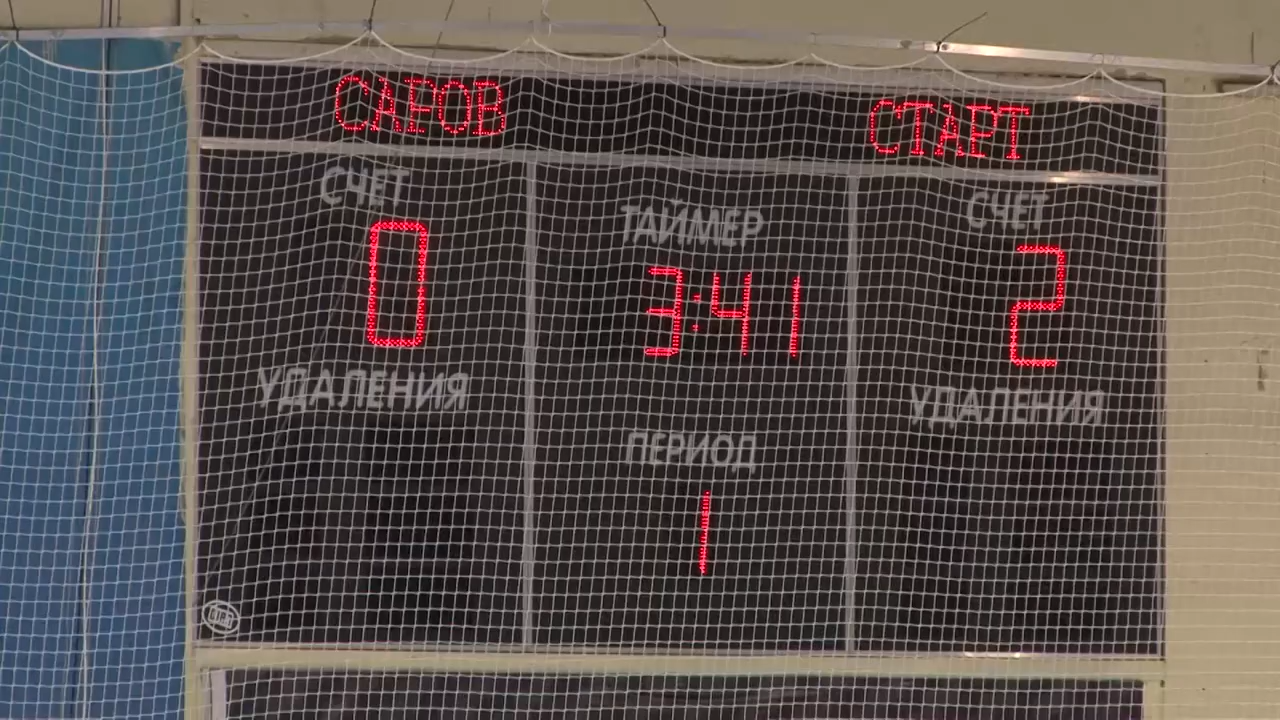 САРОВ СТАРТ
СЧЕТ ТАЙМЕР СЧЕТ
0 3:41 2
УДАЛЕНИЯ УДАЛЕНИЯ
ПЕРИОД
1